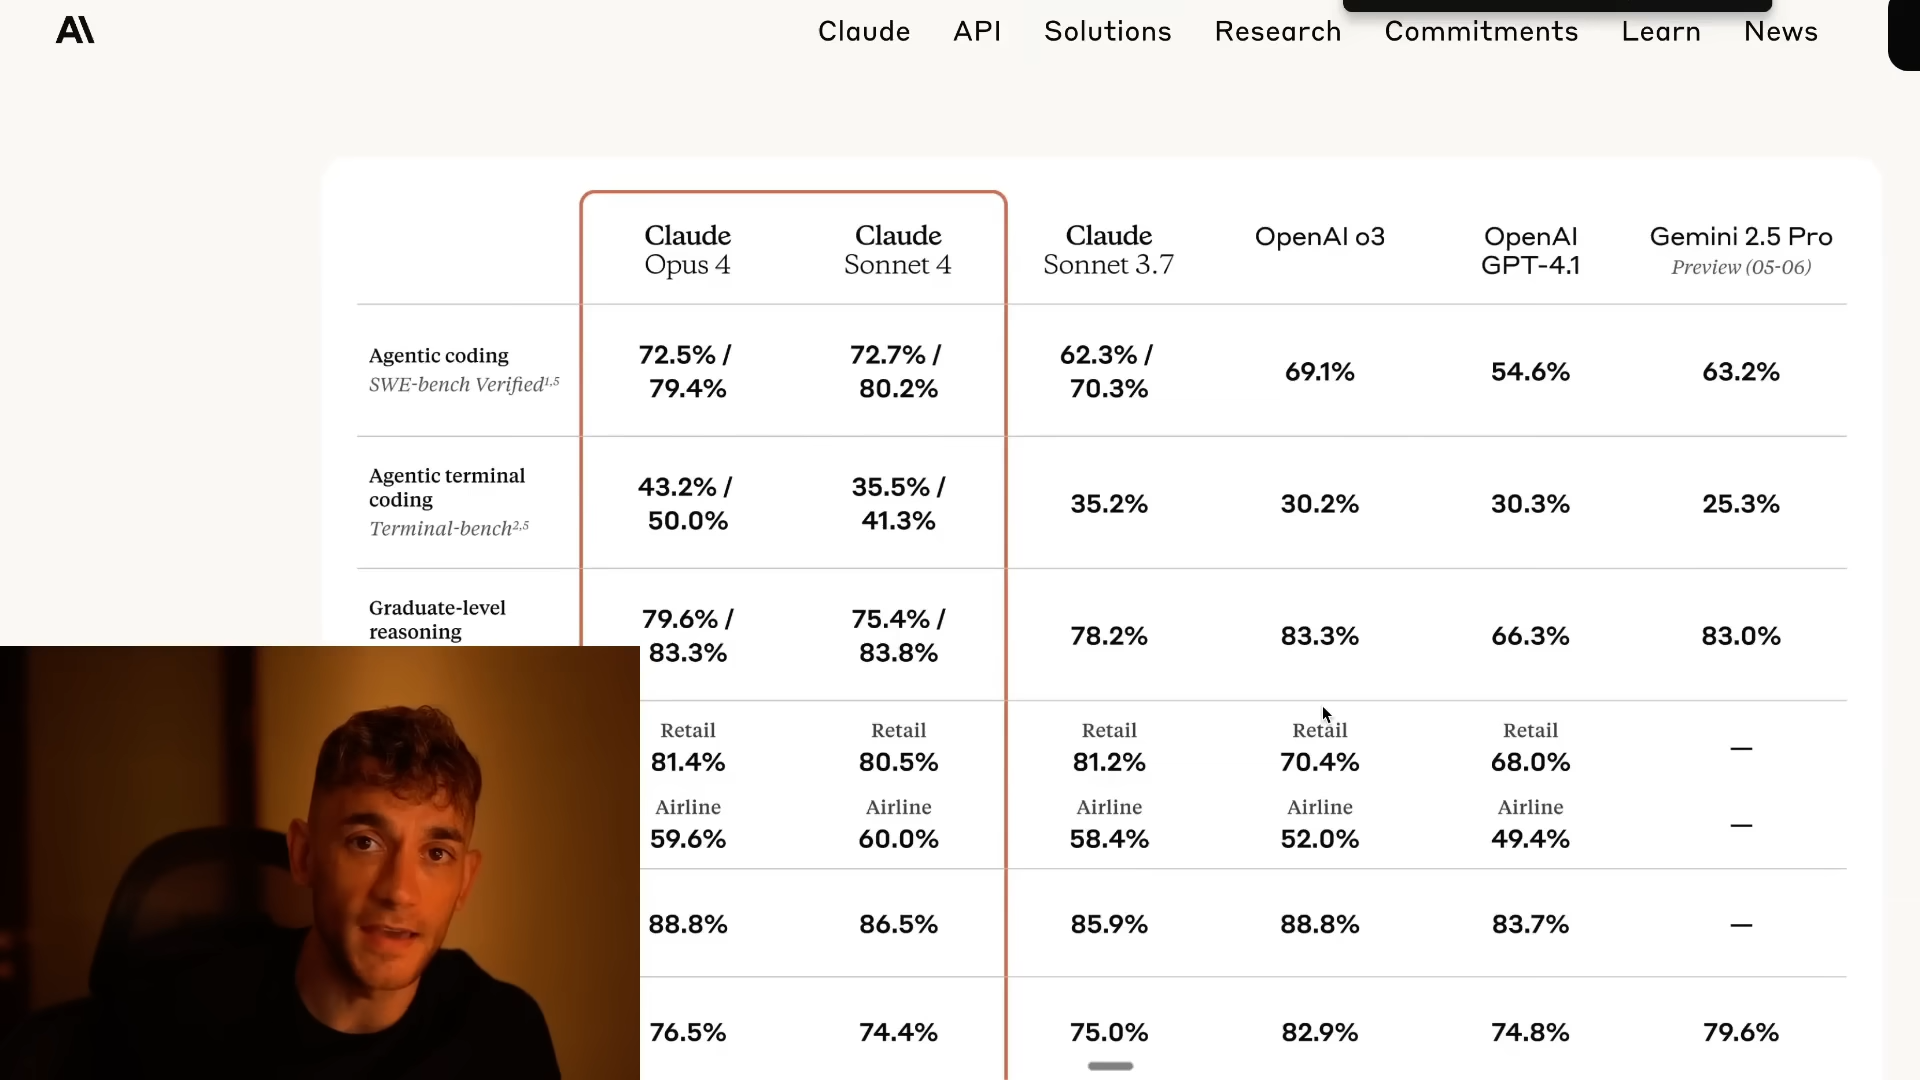 A\
Claude API Solutions Research Commitments Learn News
Claude Opus 4 Claude Sonnet 4 Claude Sonnet 3.7 OpenAI o3 OpenAI GPT-4.1 Gemini 2.5 Pro Preview (05-06)
Agentic coding SWE-bench Verified¹,⁵ 72.5% / 79.4% 72.7% / 80.2% 62.3% / 70.3% 69.1% 54.6% 63.2%
Agentic terminal coding Terminal-bench²,⁵ 43.2% / 50.0% 35.5% / 41.3% 35.2% 30.2% 30.3% 25.3%
Graduate-level reasoning 79.6% / 83.3% 75.4% / 83.8% 78.2% 83.3% 66.3% 83.0%
Retail Retail Retail Retail Retail
81.4% 80.5% 81.2% 70.4% 68.0% —
Airline Airline Airline Airline Airline
59.6% 60.0% 58.4% 52.0% 49.4% —
88.8% 86.5% 85.9% 88.8% 83.7% —
76.5% 74.4% 75.0% 82.9% 74.8% 79.6%